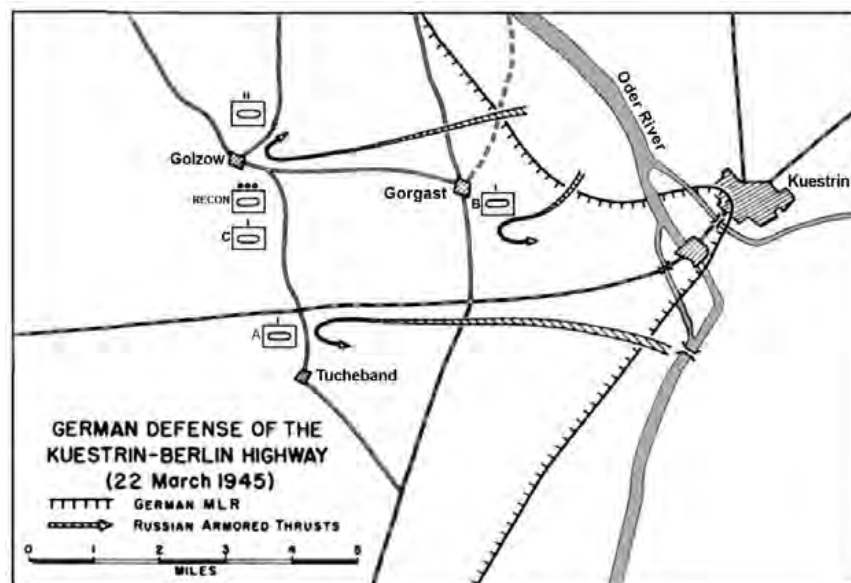 Oder River
II
Golzow
Kuestrin
RECON
Gorgast
I
B
I
C
I
A
Tucheband
GERMAN DEFENSE OF THE
KUESTRIN-BERLIN HIGHWAY
(22 March 1945)
GERMAN MLR
RUSSIAN ARMORED THRUSTS
0 1 2 3 4 5
MILES